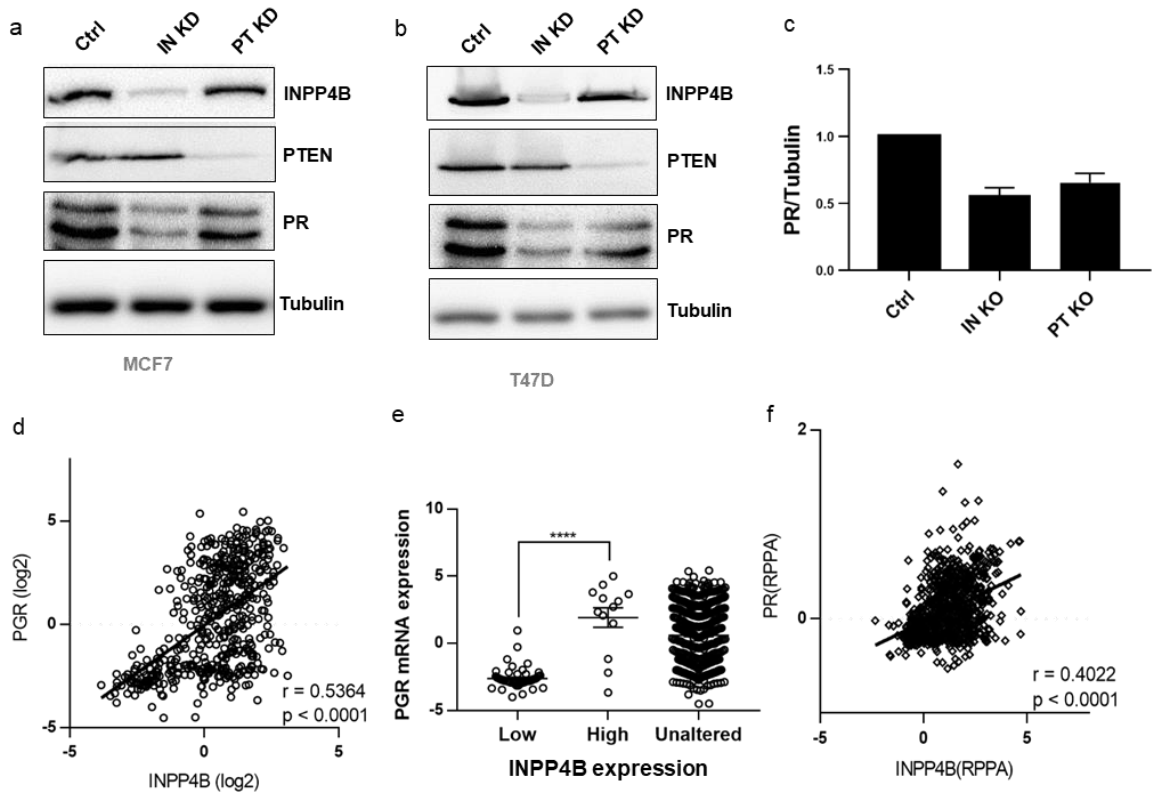 a
Ctrl
IN KD
PT KD
INPP4B
PTEN
PR
Tubulin
MCF7
b
Ctrl
IN KD
PT KD
INPP4B
PTEN
PR
Tubulin
T47D
c
PR/Tubulin
1.5
1.0
0.5
0.0
Ctrl
IN KO
PT KO
d
PGR (log2)
5
0
-5
-5
0
5
r = 0.5364
p < 0.0001
INPP4B (log2)
e
PGR mRNA expression
10
5
0
-5
****
Low
High
Unaltered
INPP4B expression
f
PR(RPPA)
2
0
-5
0
5
r = 0.4022
p < 0.0001
INPP4B(RPPA)